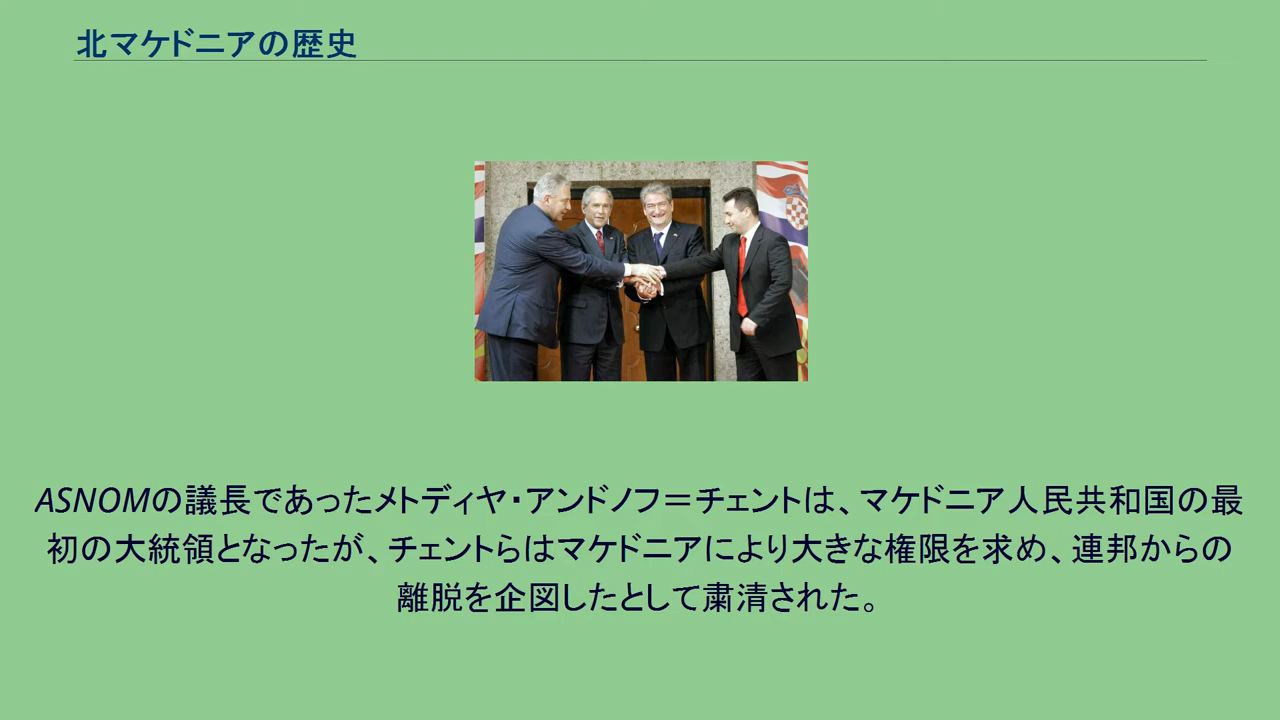 北マケドニアの歴史
ASNOMの議長であったメトディヤ・アンドノフ＝チェントは、マケドニア人民共和国の最
初の大統領となったが、チェントらはマケドニアにより大きな権限を求め、連邦からの
離脱を企図したとして粛清された。